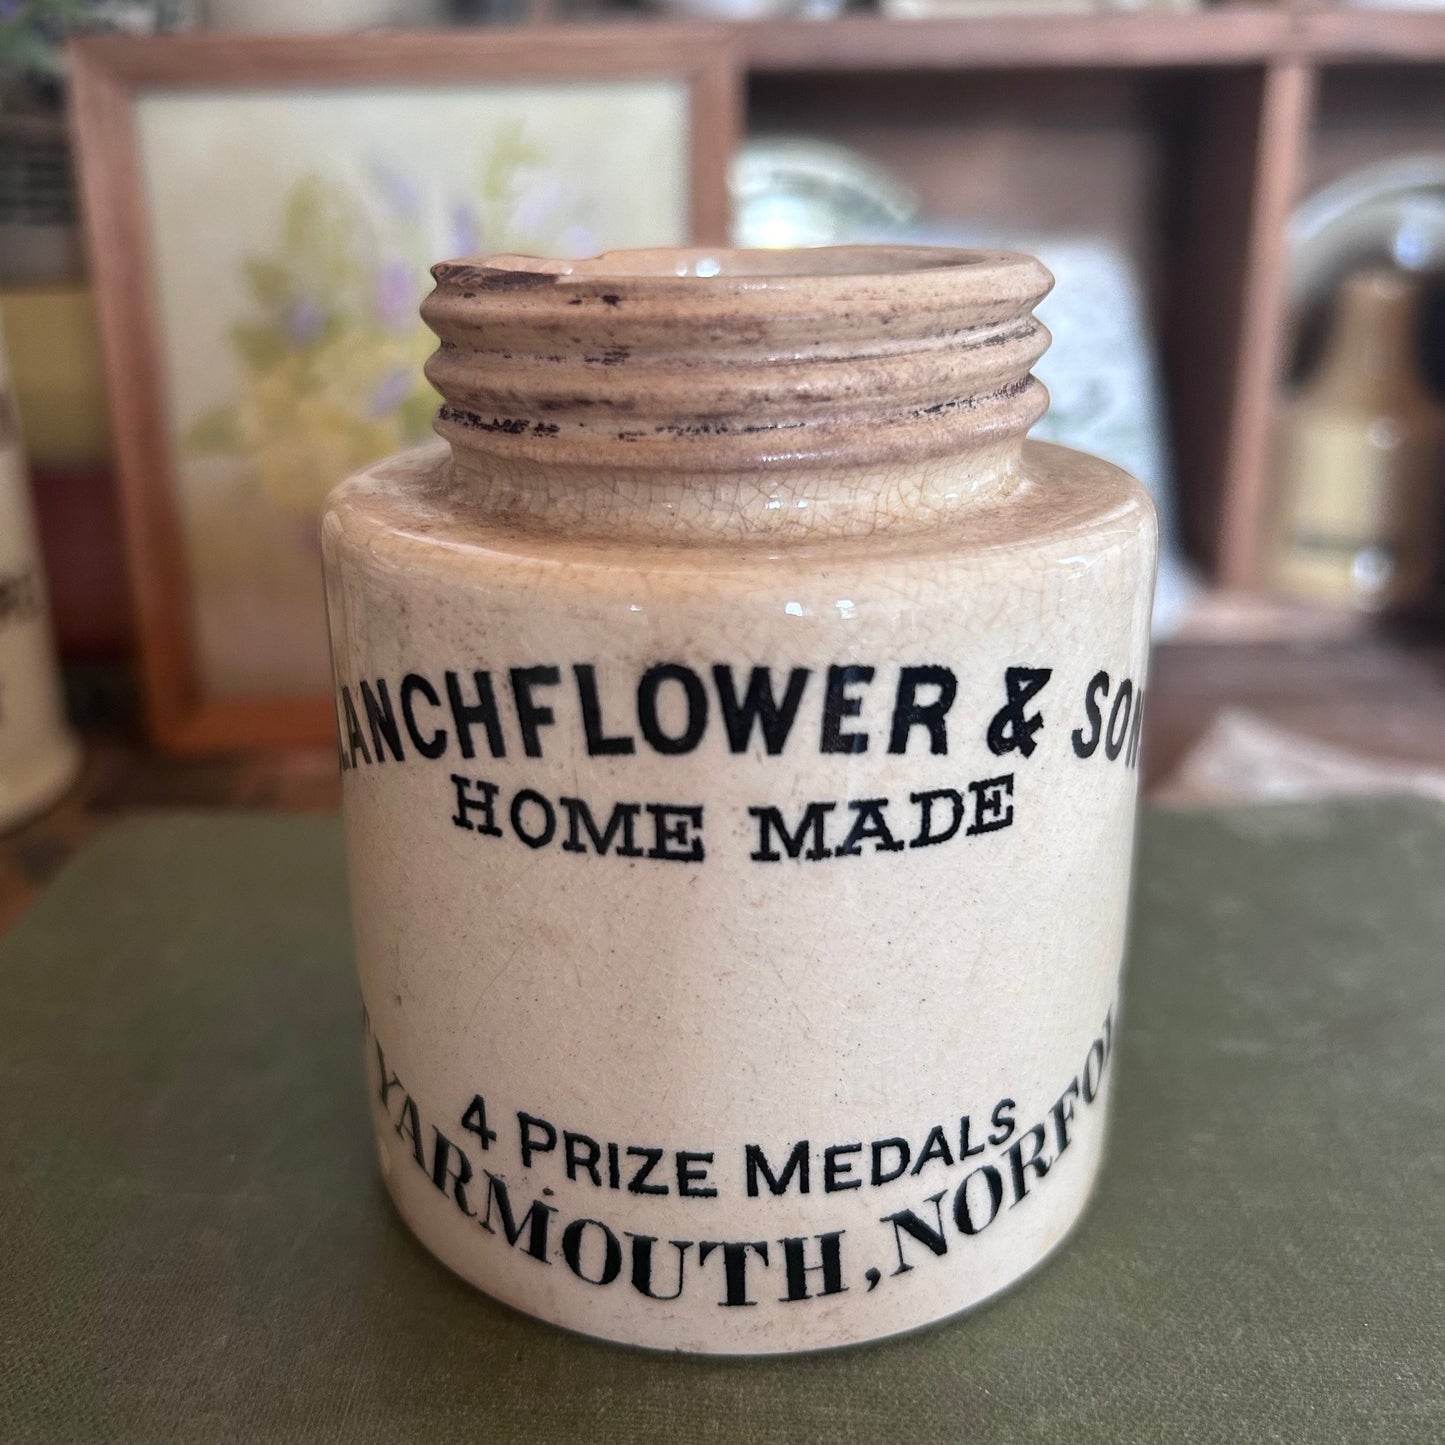 LANCHFLOWER & SON
HOME MADE
4 PRIZE MEDALS
YARMOUTH, NORFOL